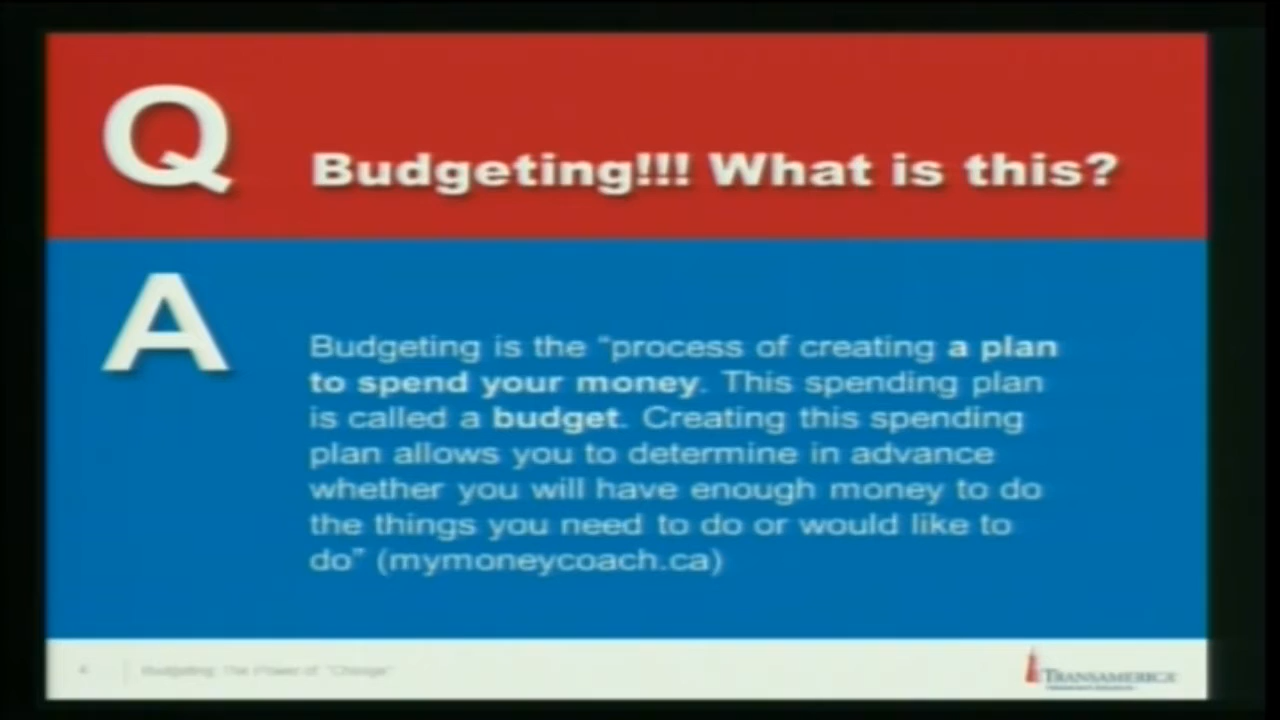 Q
Budgeting!!! What is this?
A
Budgeting is the “process of creating a plan
to spend your money. This spending plan
is called a budget. Creating this spending
plan allows you to determine in advance
whether you will have enough money to do
the things you need to do or would like to
do” (mymoneycoach.ca)
Budgeting: The Power of "Change"
TRANSAMERICA